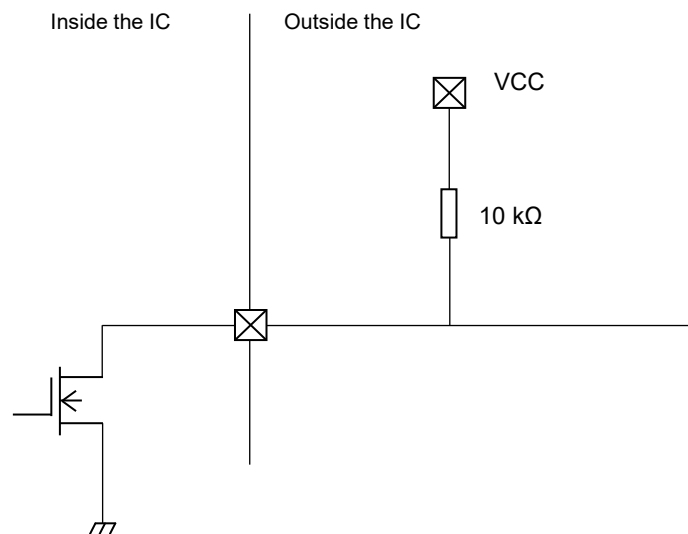 Inside the IC
Outside the IC
VCC
10 kΩ